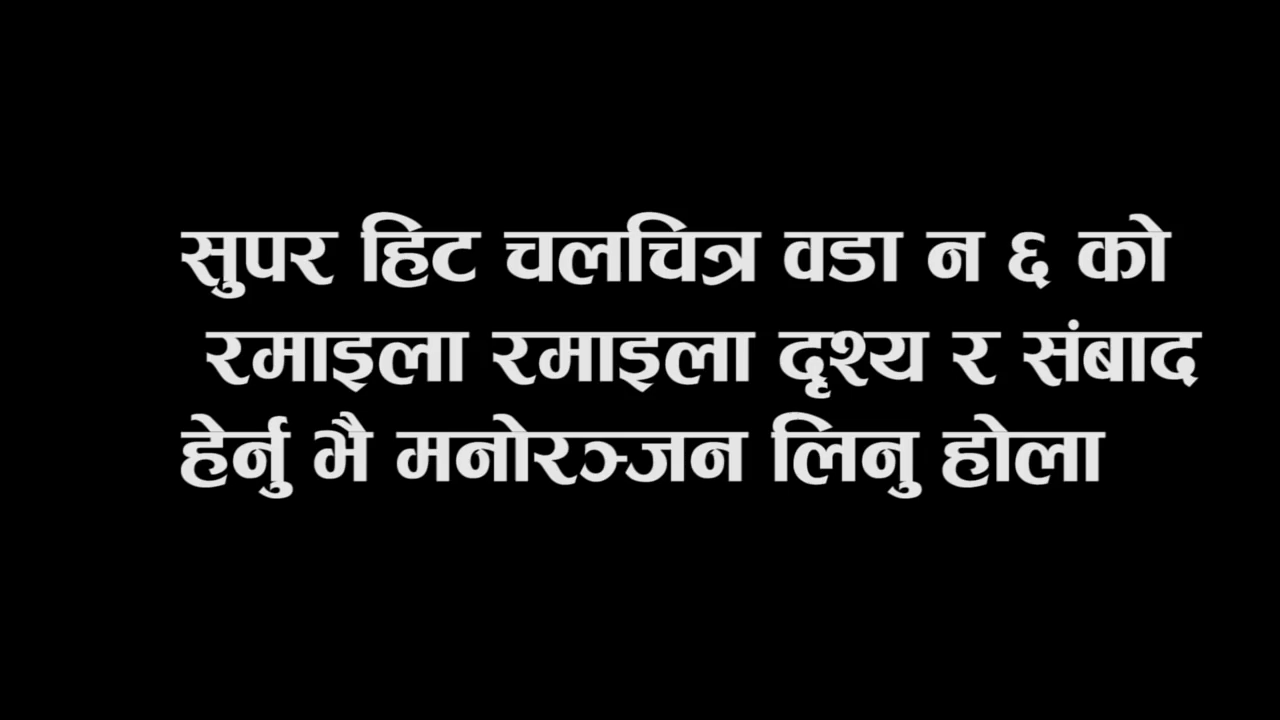 सुपर हिट चलचित्र वडा न ६ को
रमाइला रमाइला दृश्य र संबाद
हेर्नु भै मनोरञ्जन लिनु होला